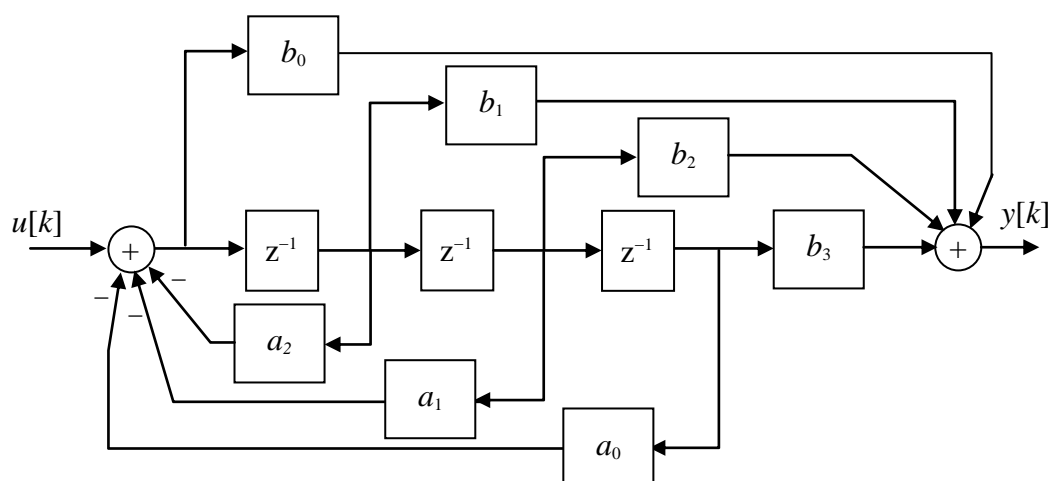 b₀
b₁
b₂
u[k]
y[k]
+
z⁻¹
z⁻¹
z⁻¹
b₃
+
−
−
−
a₂
a₁
a₀